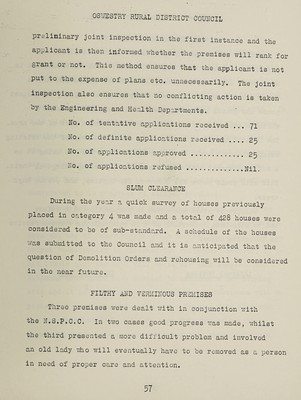 OSWESTRY RURAL DISTRICT COUNCIL
preliminary joint inspection in the first instance and the
applicant is then informed whether the premises will rank for
grant or not. This method ensures that the applicant is not
put to the expense of plans etc. unnecessarily. The joint
inspection also ensures that no conflicting action is taken
by the Engineering and Health Departments.
No. of tentative applications received ... 71
No. of definite applications received .... 25
No. of applications approved ............. 25
No. of applications refused ..............Nil.
SLUM CLEARANCE
During the year a quick survey of houses previously
placed in category 4 was made and a total of 428 houses were
considered to be of sub-standard. A schedule of the houses
was submitted to the Council and it is anticipated that the
question of Demolition Orders and rehousing will be considered
in the near future.
FILTHY AND VERMINOUS PREMISES
Three premises were dealt with in conjunction with
the N.S.P.C.C. In two cases good progress was made, whilst
the third presented a more difficult problem and involved
an old lady who will eventually have to be removed as a person
in need of proper care and attention.
57